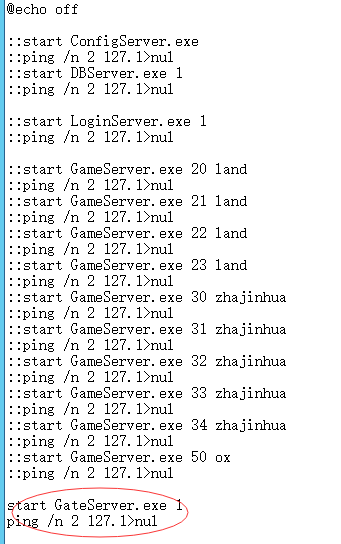 @echo off
::start ConfigServer.exe
::ping /n 2 127.1>nul
::start DBServer.exe 1
::ping /n 2 127.1>nul
::start LoginServer.exe 1
::ping /n 2 127.1>nul
::start GameServer.exe 20 land
::ping /n 2 127.1>nul
::start GameServer.exe 21 land
::ping /n 2 127.1>nul
::start GameServer.exe 22 land
::ping /n 2 127.1>nul
::start GameServer.exe 23 land
::ping /n 2 127.1>nul
::start GameServer.exe 30 zhajinhua
::ping /n 2 127.1>nul
::start GameServer.exe 31 zhajinhua
::ping /n 2 127.1>nul
::start GameServer.exe 32 zhajinhua
::ping /n 2 127.1>nul
::start GameServer.exe 33 zhajinhua
::ping /n 2 127.1>nul
::start GameServer.exe 34 zhajinhua
::ping /n 2 127.1>nul
::start GameServer.exe 50 ox
::ping /n 2 127.1>nul
start GateServer.exe 1
ping /n 2 127.1>nul